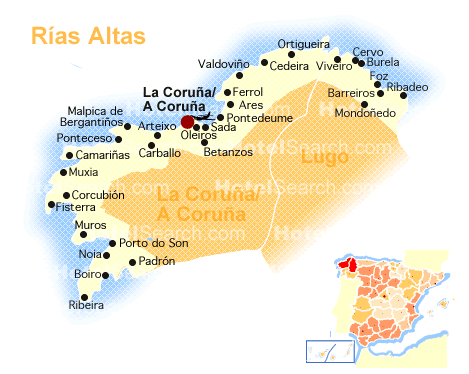 Rías Altas
Ortigueira
Cervo
Valdoviño
Cedeira
Viveiro
Burela
Foz
La Coruña/
A Coruña
Ferrol
Barreiros
Ribadeo
Ares
Mondoñedo
Malpica de
Bergantiños
Arteixo
Pontedeume
Sada
Oleiros
Ponteceso
Carballo
Betanzos
Camariñas
Lugo
Muxia
Corcubión
La Coruña/
A Coruña
Fisterra
Muros
Porto do Son
Noia
Padrón
Boiro
Ribeira
HotelSearch.com